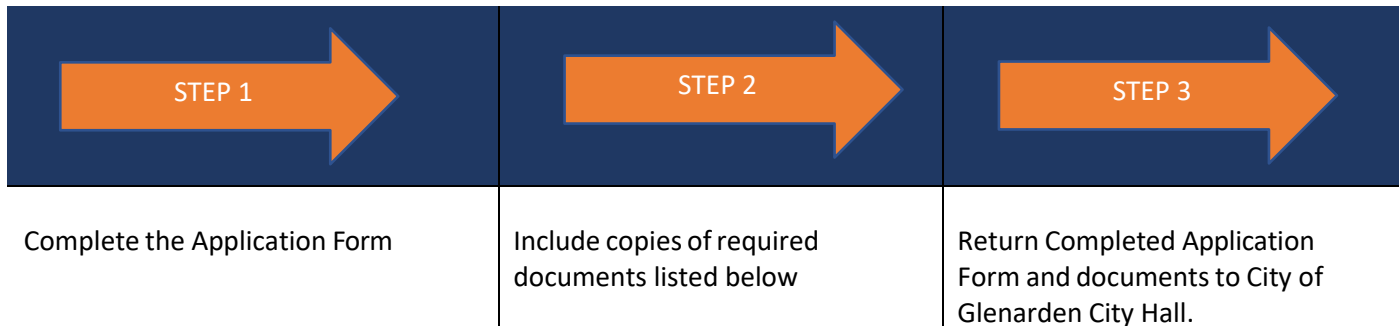 STEP 1
STEP 2
STEP 3
Complete the Application Form
Include copies of required
documents listed below
Return Completed Application
Form and documents to City of
Glenarden City Hall.